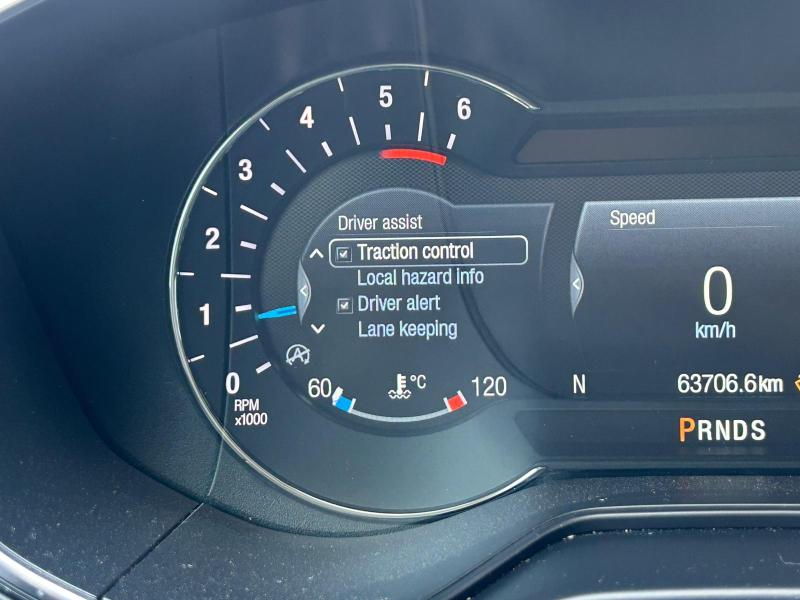 6
5
4
3
2
1
0
RPM
x1000
Driver assist
Traction control
Local hazard info
Driver alert
Lane keeping
60
°C
120
Speed
0
km/h
N
63706.6km
PRNDS
A